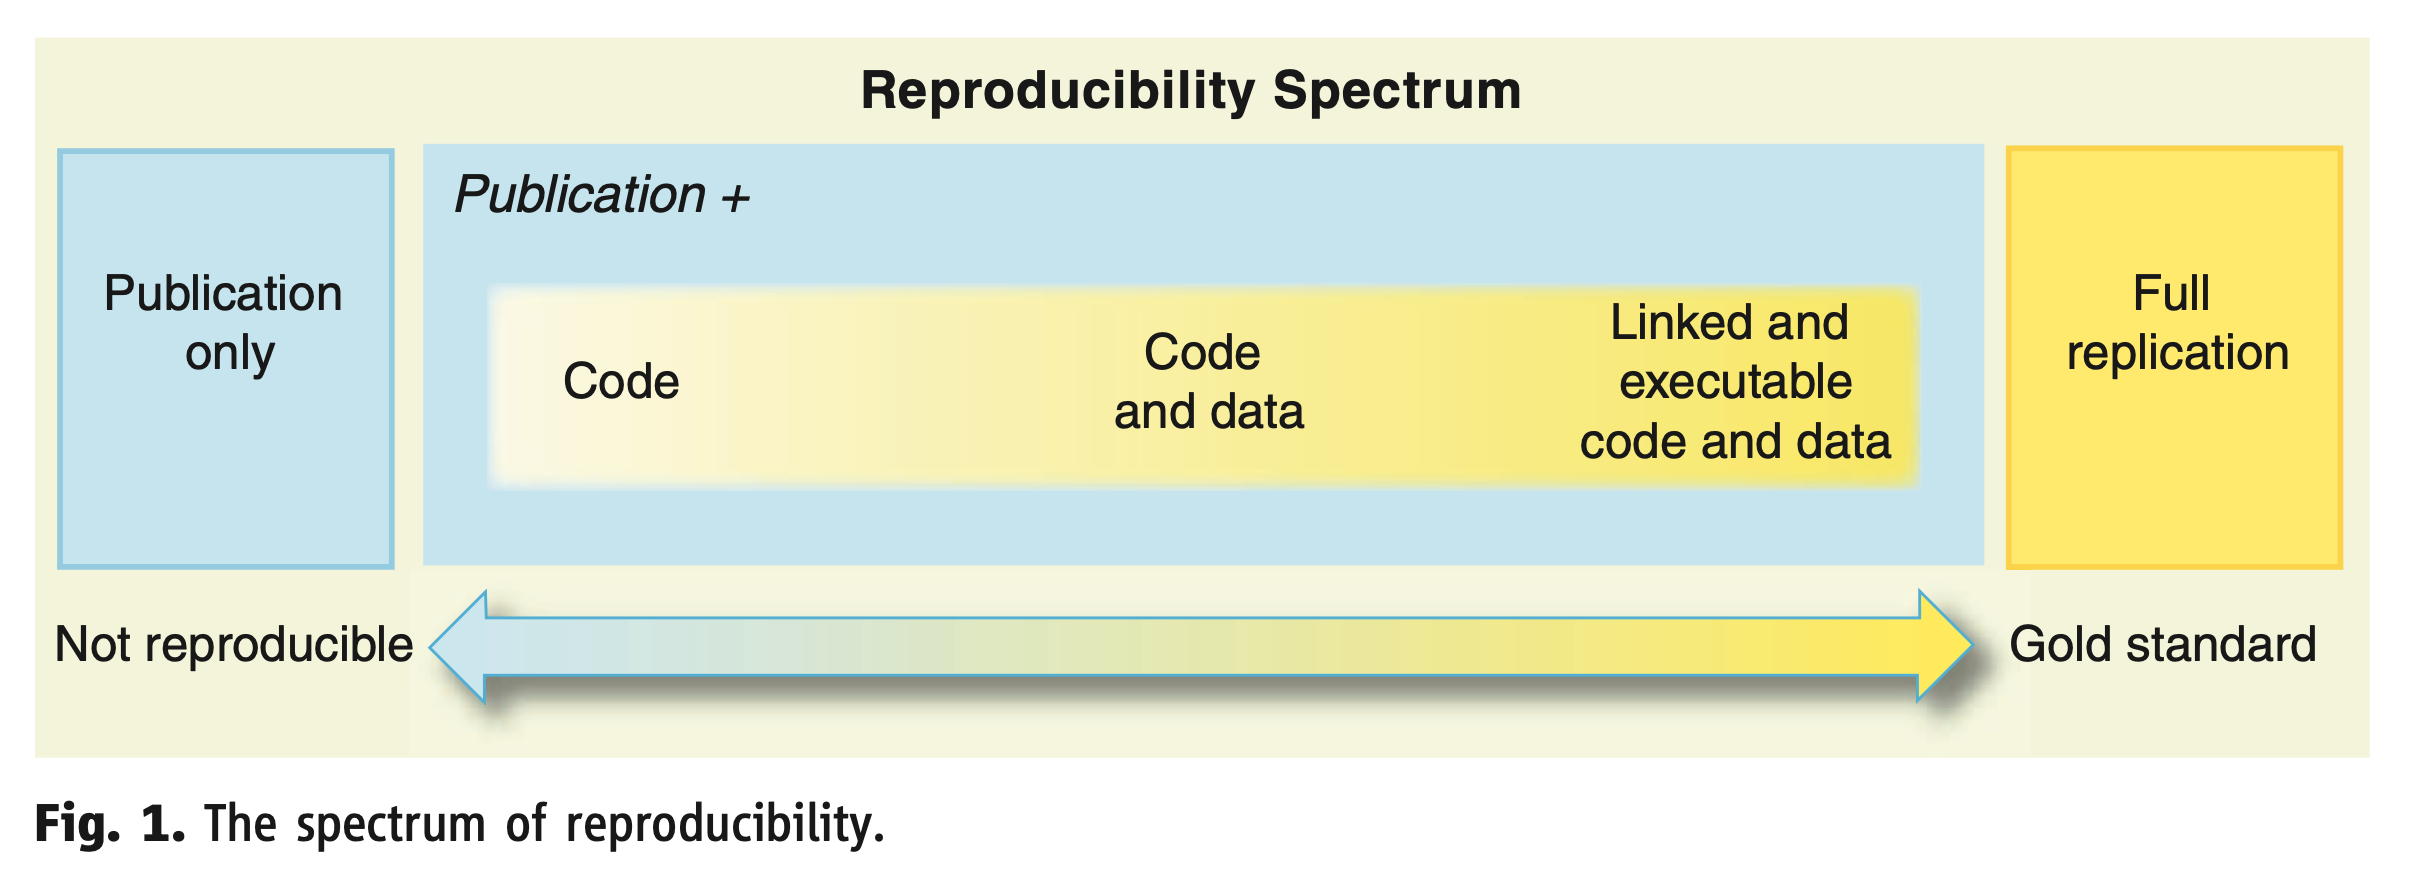 Reproducibility Spectrum
Publication
only
Publication +
Code
Code
and data
Linked and
executable
code and data
Full
replication
Not reproducible
Gold standard
Fig. 1. The spectrum of reproducibility.